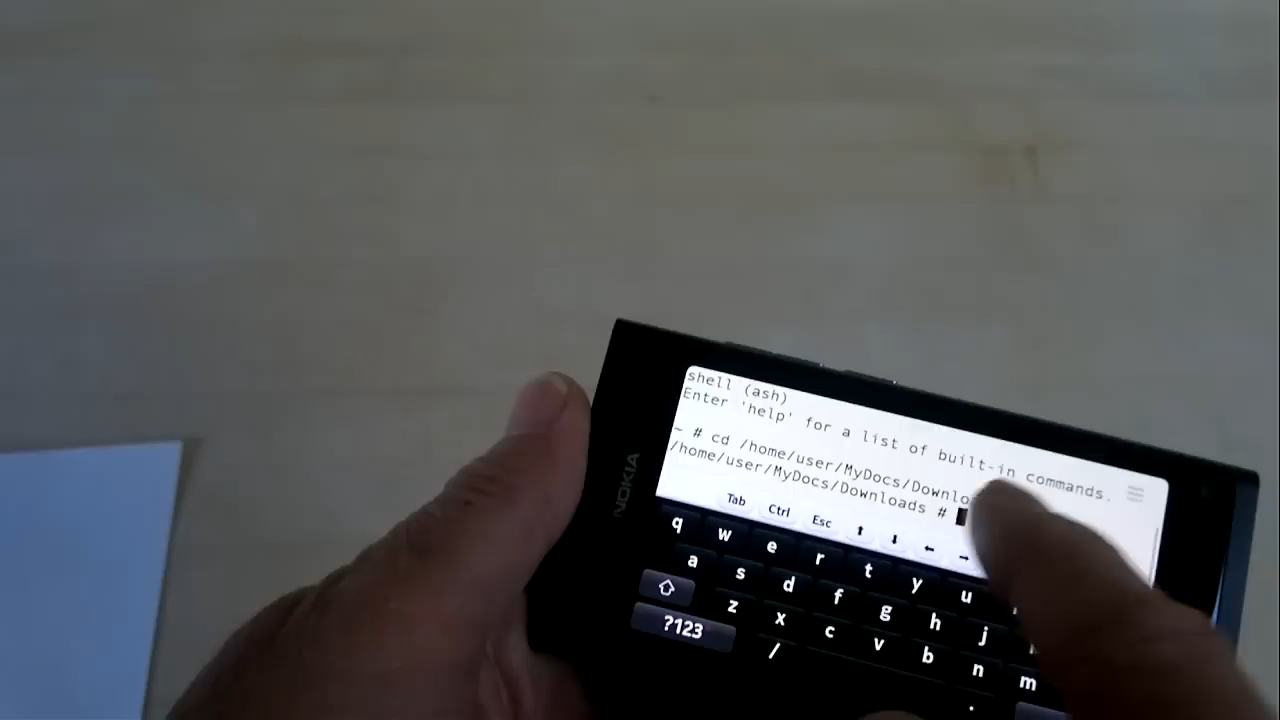 NOKIA
shell (ash)
Enter 'help' for a list of built-in commands.
~ # cd /home/user/MyDocs/Downlo
/home/user/MyDocs/Downloads #
Tab Ctrl Esc ↑ ↓ ← →
q w e r t y u
a s d f g h j
z x c v b n m
?123 / .